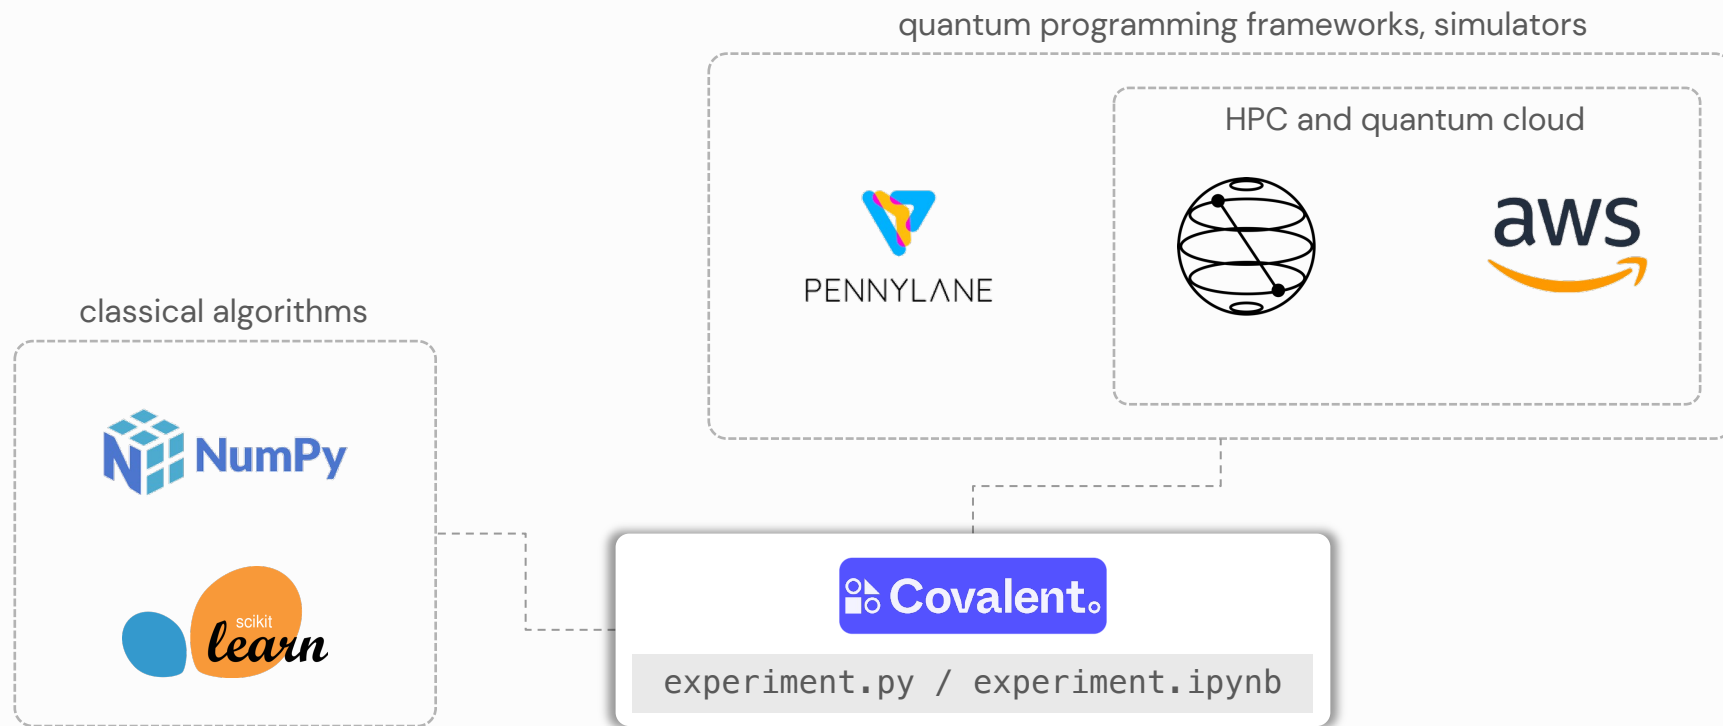 quantum programming frameworks, simulators
HPC and quantum cloud
PENNYLANE
aws
classical algorithms
NumPy
scikit
learn
Covalent
experiment.py / experiment.ipynb